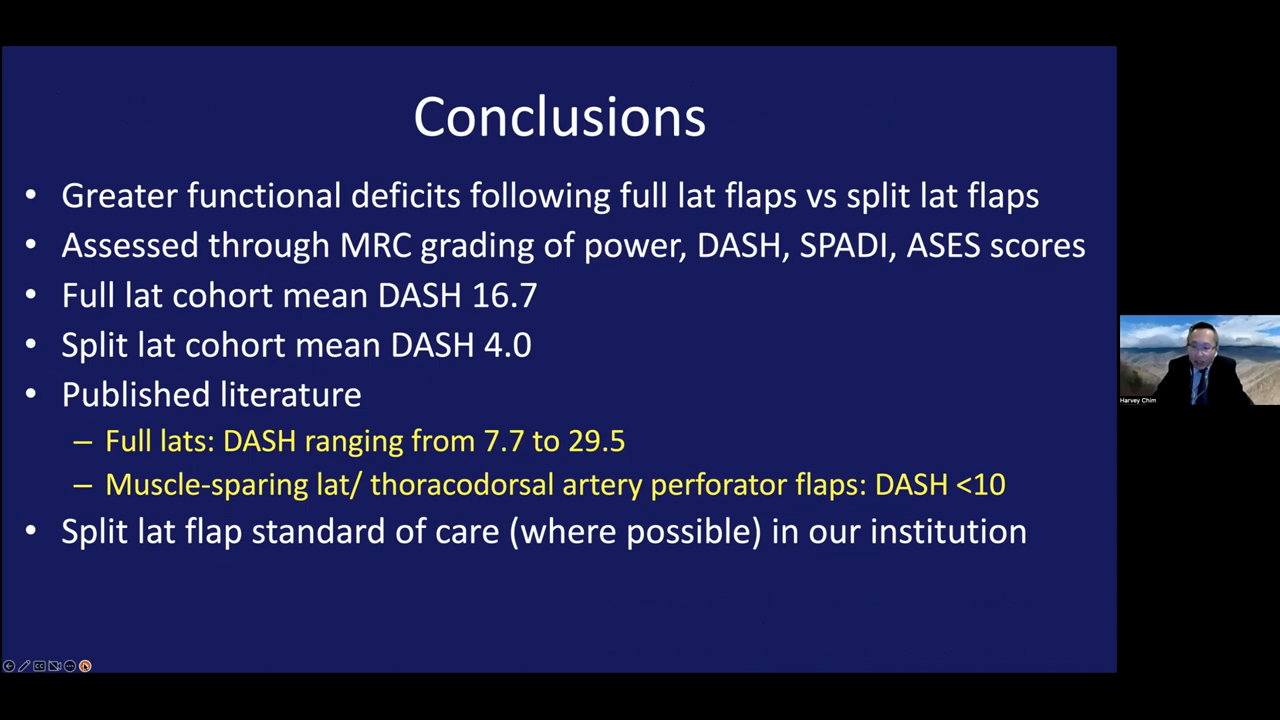 Conclusions
• Greater functional deficits following full lat flaps vs split lat flaps
• Assessed through MRC grading of power, DASH, SPADI, ASES scores
• Full lat cohort mean DASH 16.7
• Split lat cohort mean DASH 4.0
• Published literature
– Full lats: DASH ranging from 7.7 to 29.5
– Muscle-sparing lat/ thoracodorsal artery perforator flaps: DASH <10
• Split lat flap standard of care (where possible) in our institution
Harvey Chim